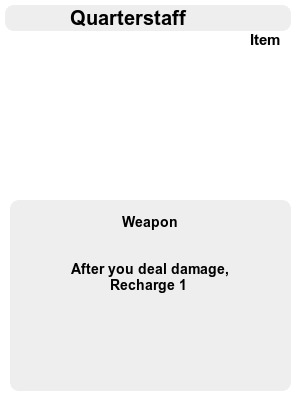 Quarterstaff
Item
Weapon
After you deal damage,
Recharge 1